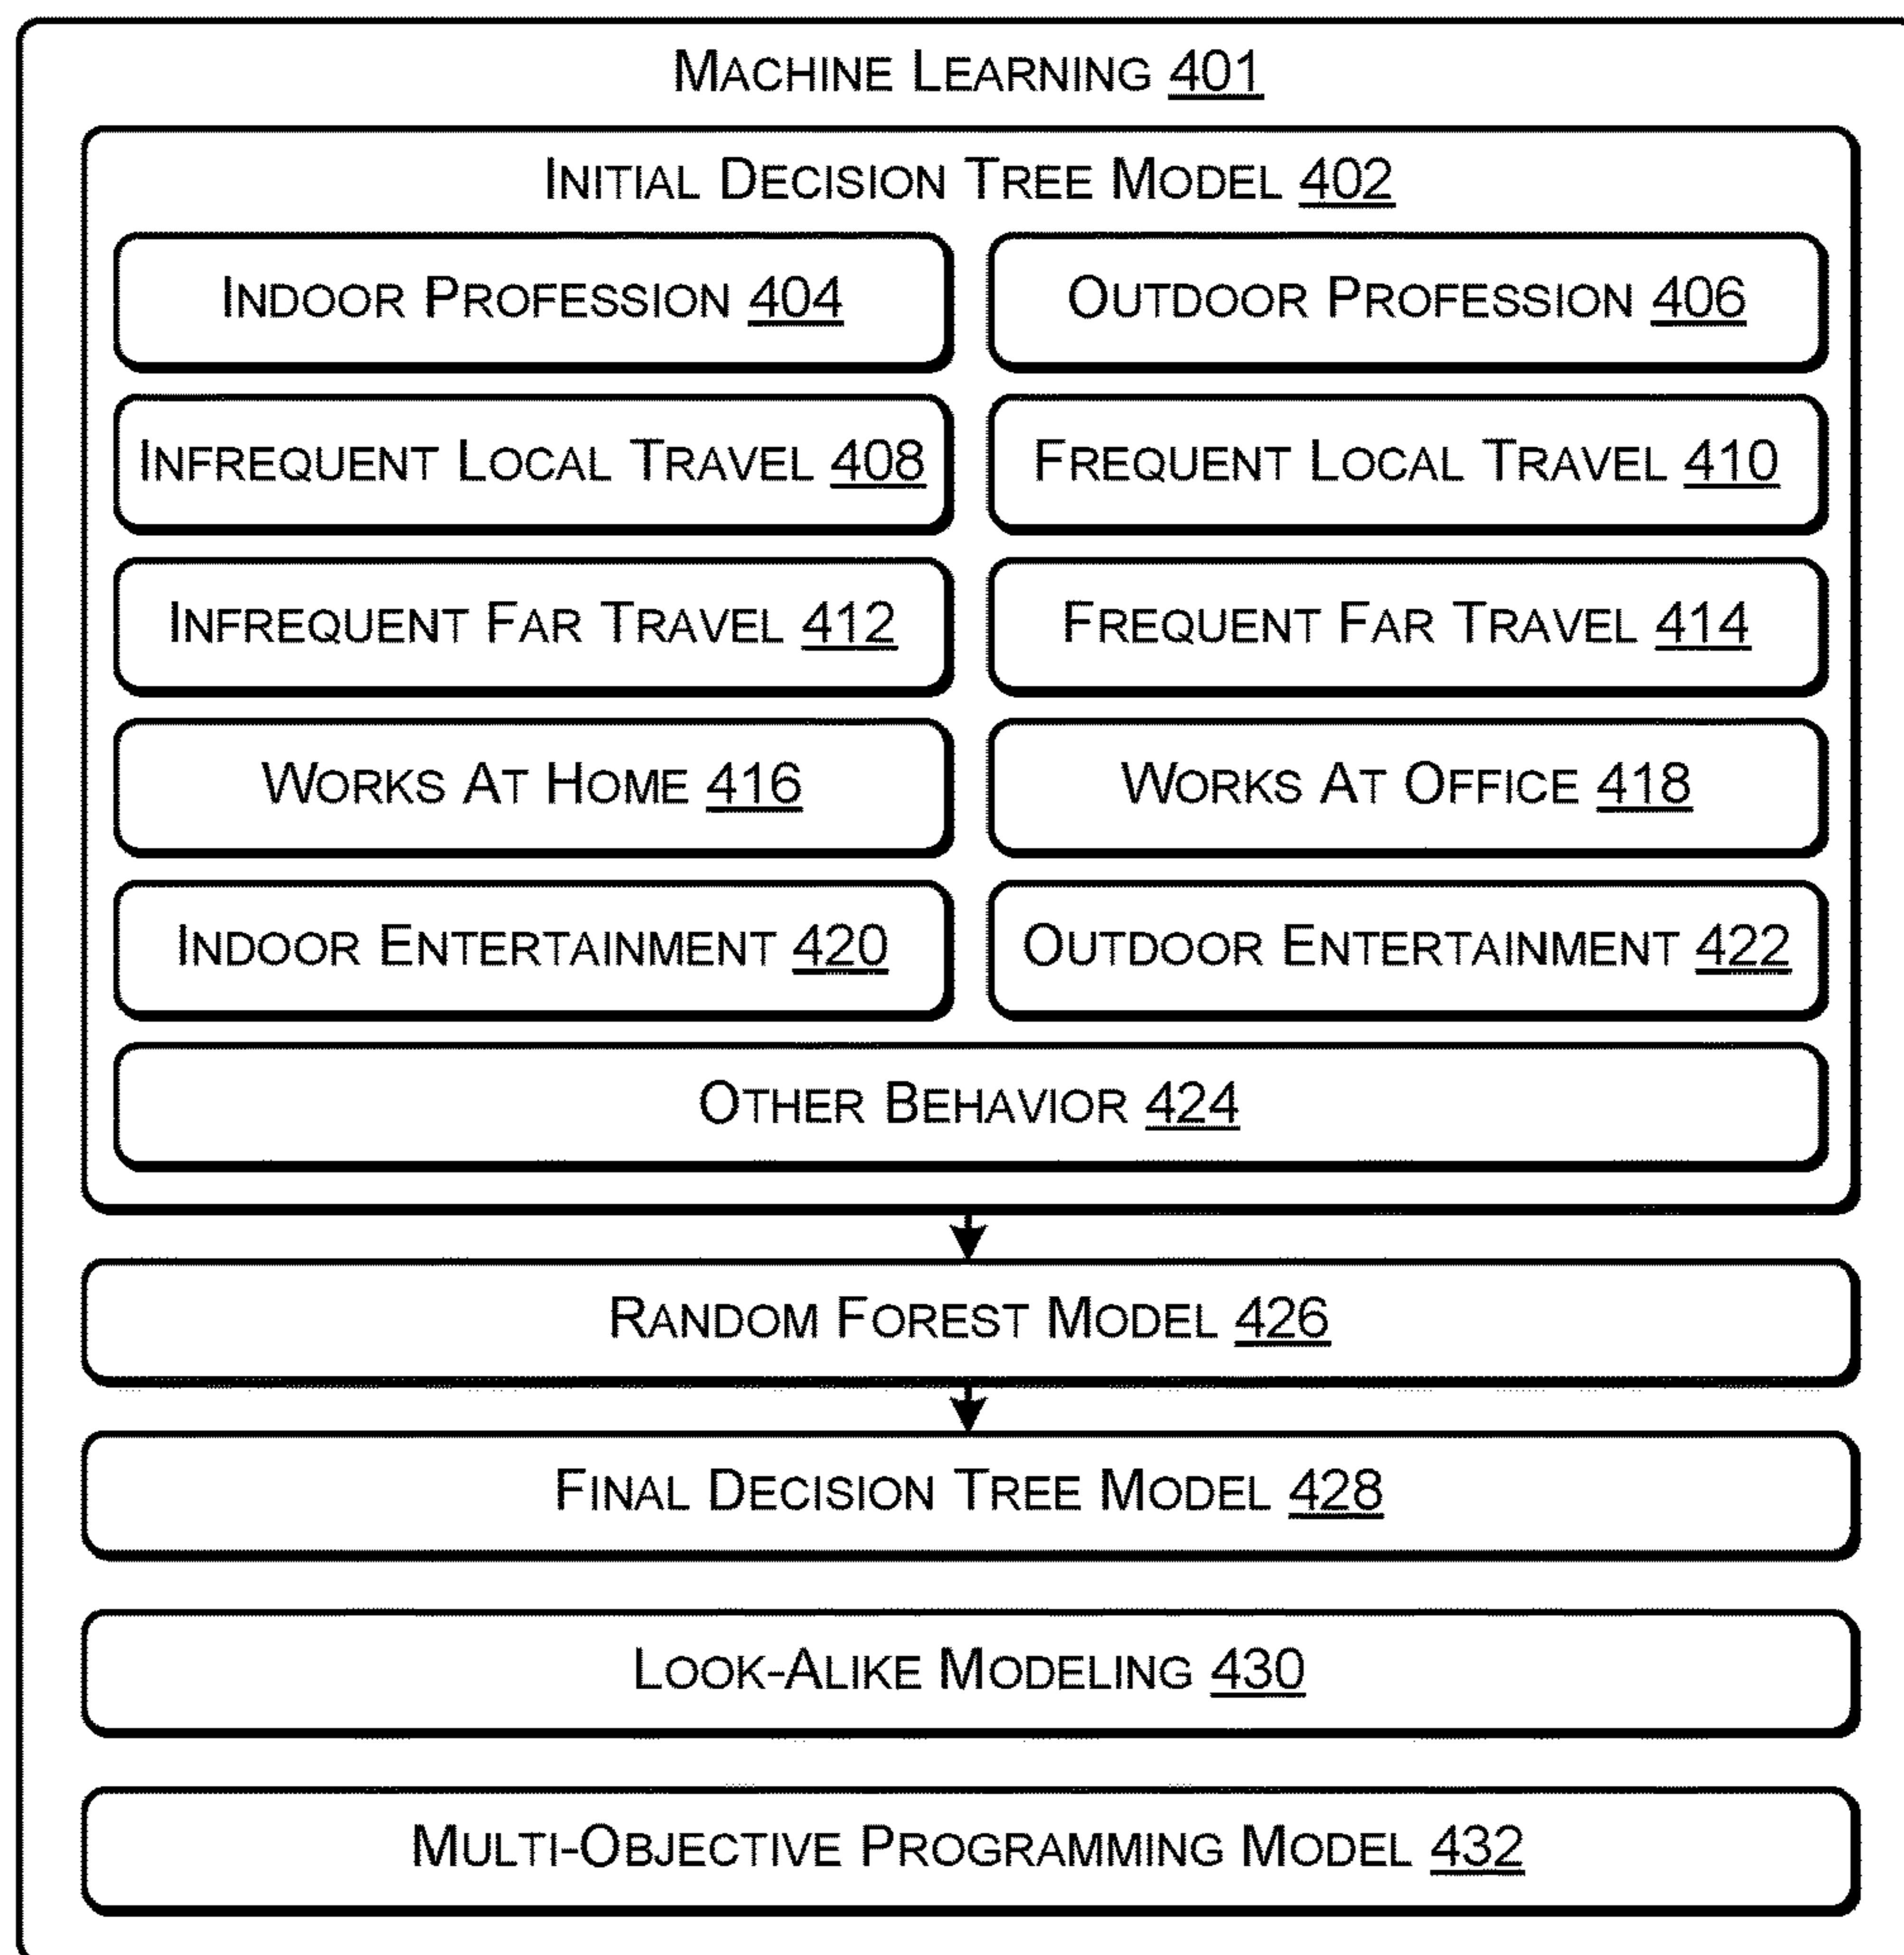 MACHINE LEARNING 401
INITIAL DECISION TREE MODEL 402
INDOOR PROFESSION 404
OUTDOOR PROFESSION 406
INFREQUENT LOCAL TRAVEL 408
FREQUENT LOCAL TRAVEL 410
INFREQUENT FAR TRAVEL 412
FREQUENT FAR TRAVEL 414
WORKS AT HOME 416
WORKS AT OFFICE 418
INDOOR ENTERTAINMENT 420
OUTDOOR ENTERTAINMENT 422
OTHER BEHAVIOR 424
RANDOM FOREST MODEL 426
FINAL DECISION TREE MODEL 428
LOOK-ALIKE MODELING 430
MULTI-OBJECTIVE PROGRAMMING MODEL 432